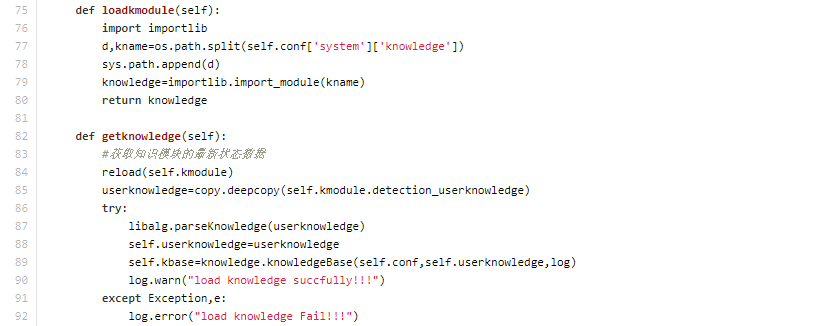 75 def loadkmodule(self):
76 import importlib
77 d,kname=os.path.split(self.conf['system']['knowledge'])
78 sys.path.append(d)
79 knowledge=importlib.import_module(kname)
80 return knowledge
81
82 def getknowledge(self):
83 #获取知识模块的最新状态数据
84 reload(self.kmodule)
85 userknowledge=copy.deepcopy(self.kmodule.detection_userknowledge)
86 try:
87 libalg.parseKnowledge(userknowledge)
88 self.userknowledge=userknowledge
89 self.kbase=knowledge.knowledgeBase(self.conf,self.userknowledge,log)
90 log.warn("load knowledge succfully!!!")
91 except Exception,e:
92 log.error("load knowledge Fail!!!")